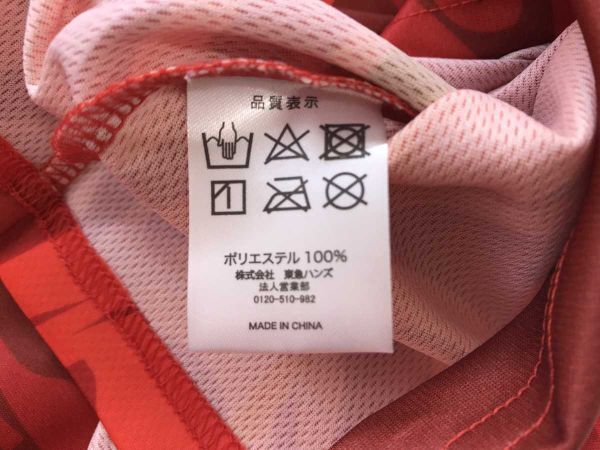 品質表示
ポリエステル 100%
株式会社 東急ハンズ
法人営業部
0120-510-982
MADE IN CHINA